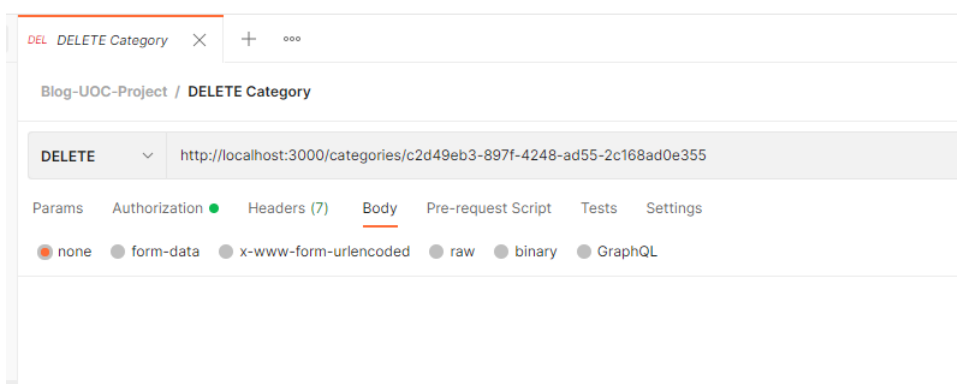 DEL DELETE Category
Blog-UOC-Project / DELETE Category
DELETE http://localhost:3000/categories/c2d49eb3-897f-4248-ad55-2c168ad0e355
Params Authorization Headers (7) Body Pre-request Script Tests Settings
none form-data x-www-form-urlencoded raw binary GraphQL